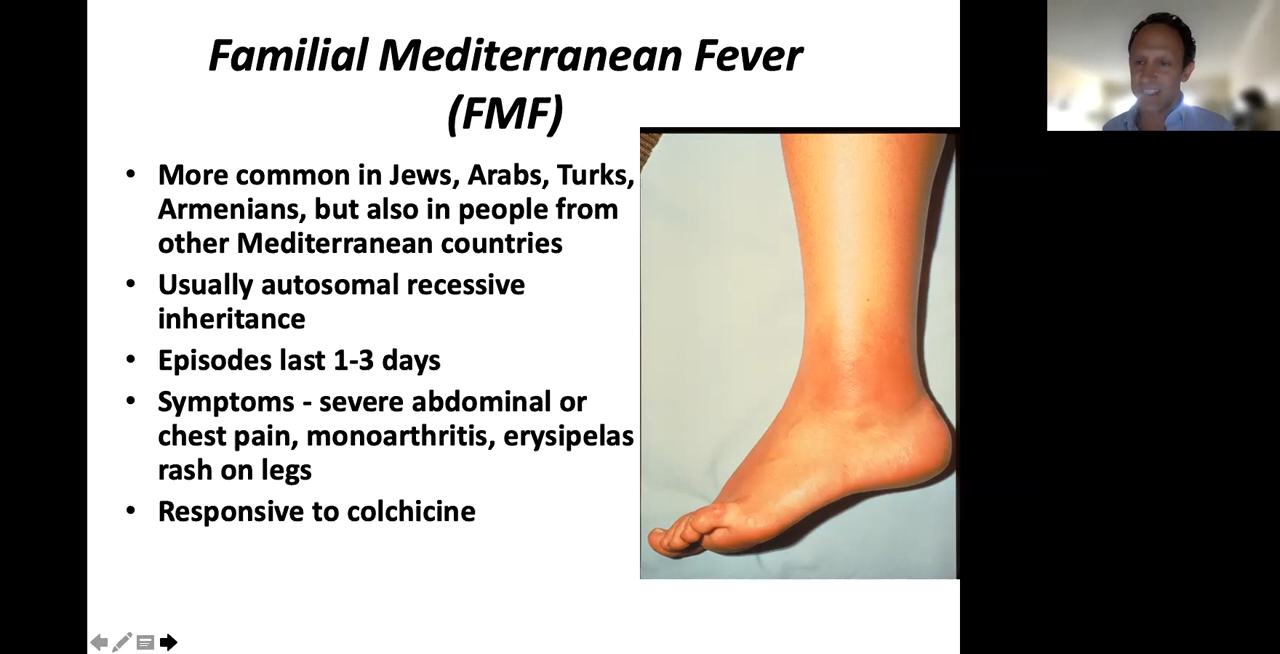 Familial Mediterranean Fever
(FMF)
• More common in Jews, Arabs, Turks,
Armenians, but also in people from
other Mediterranean countries
• Usually autosomal recessive
inheritance
• Episodes last 1-3 days
• Symptoms - severe abdominal or
chest pain, monoarthritis, erysipelas
rash on legs
• Responsive to colchicine